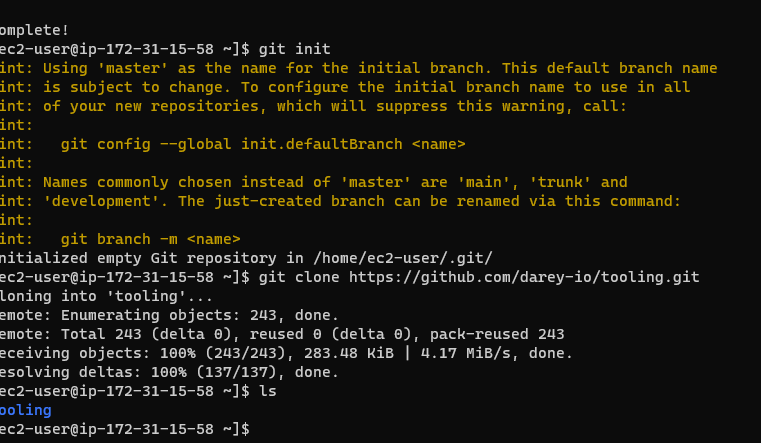 omplete!
ec2-user@ip-172-31-15-58 ~]$ git init
int: Using 'master' as the name for the initial branch. This default branch name
int: is subject to change. To configure the initial branch name to use in all
int: of your new repositories, which will suppress this warning, call:
int:
int:   git config --global init.defaultBranch <name>
int:
int: Names commonly chosen instead of 'master' are 'main', 'trunk' and
int: 'development'. The just-created branch can be renamed via this command:
int:
int:   git branch -m <name>
nitialized empty Git repository in /home/ec2-user/.git/
ec2-user@ip-172-31-15-58 ~]$ git clone https://github.com/darey-io/tooling.git
loning into 'tooling'...
emote: Enumerating objects: 243, done.
emote: Total 243 (delta 0), reused 0 (delta 0), pack-reused 243
eceiving objects: 100% (243/243), 283.48 KiB | 4.17 MiB/s, done.
esolving deltas: 100% (137/137), done.
ec2-user@ip-172-31-15-58 ~]$ ls
ooling
ec2-user@ip-172-31-15-58 ~]$